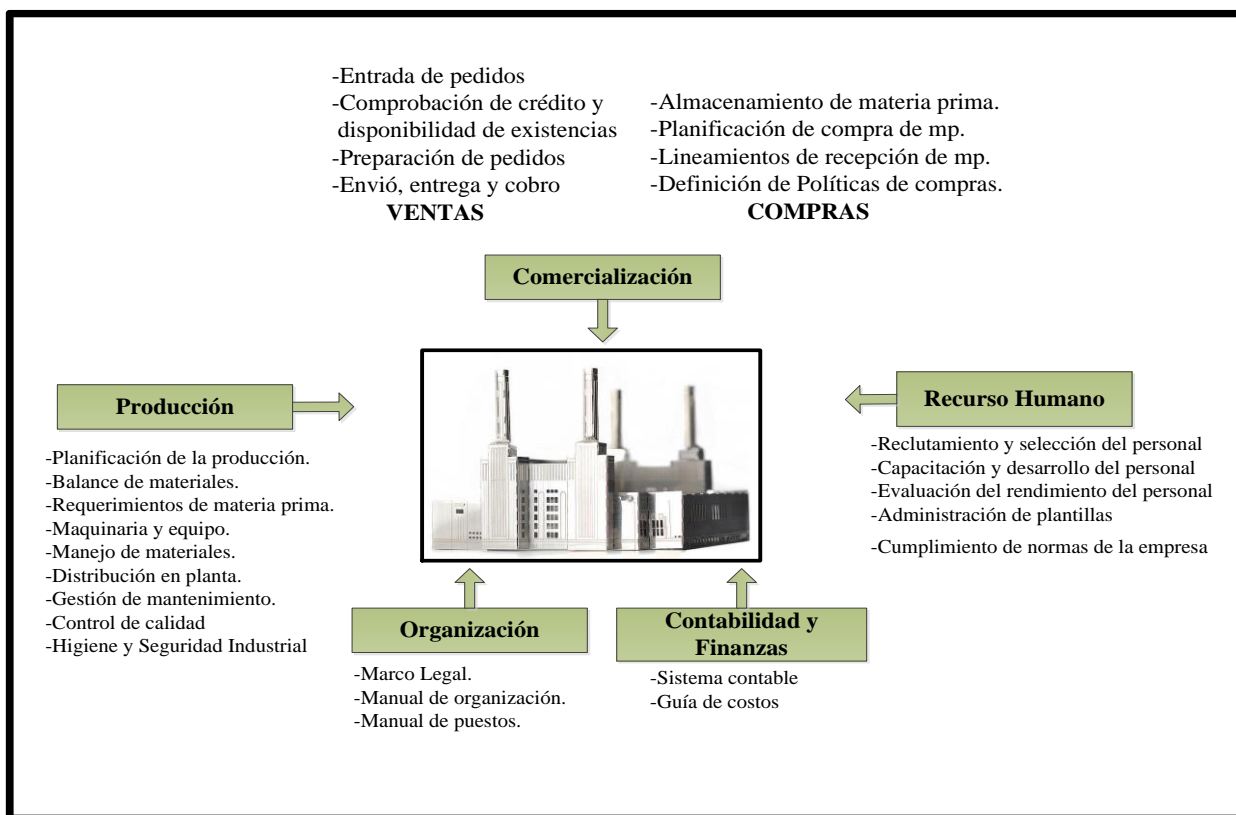 -Entrada de pedidos
-Comprobación de crédito y
disponibilidad de existencias
-Preparación de pedidos
-Envió, entrega y cobro
VENTAS
-Almacenamiento de materia prima.
-Planificación de compra de mp.
-Lineamientos de recepción de mp.
-Definición de Políticas de compras.
COMPRAS
Comercialización
Producción
-Planificación de la producción.
-Balance de materiales.
-Requerimientos de materia prima.
-Maquinaria y equipo.
-Manejo de materiales.
-Distribución en planta.
-Gestión de mantenimiento.
-Control de calidad
-Higiene y Seguridad Industrial
Recurso Humano
-Reclutamiento y selección del personal
-Capacitación y desarrollo del personal
-Evaluación del rendimiento del personal
-Administración de plantillas
-Cumplimiento de normas de la empresa
Organización
-Marco Legal.
-Manual de organización.
-Manual de puestos.
Contabilidad y
Finanzas
-Sistema contable
-Guía de costos